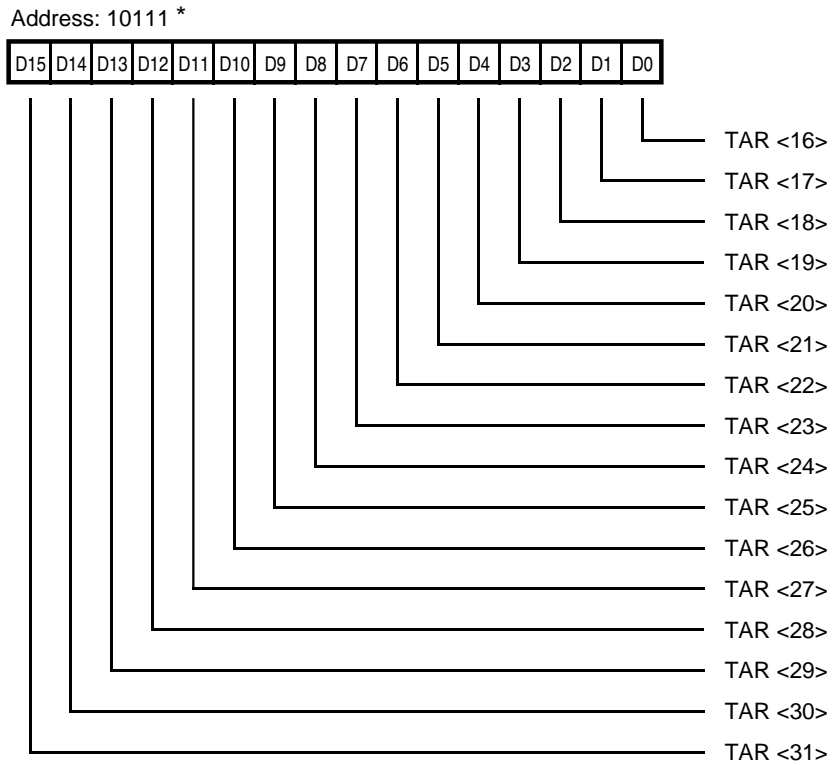 Address: 10111 *
D15 D14 D13 D12 D11 D10 D9 D8 D7 D6 D5 D4 D3 D2 D1 D0
TAR <16>
TAR <17>
TAR <18>
TAR <19>
TAR <20>
TAR <21>
TAR <22>
TAR <23>
TAR <24>
TAR <25>
TAR <26>
TAR <27>
TAR <28>
TAR <29>
TAR <30>
TAR <31>